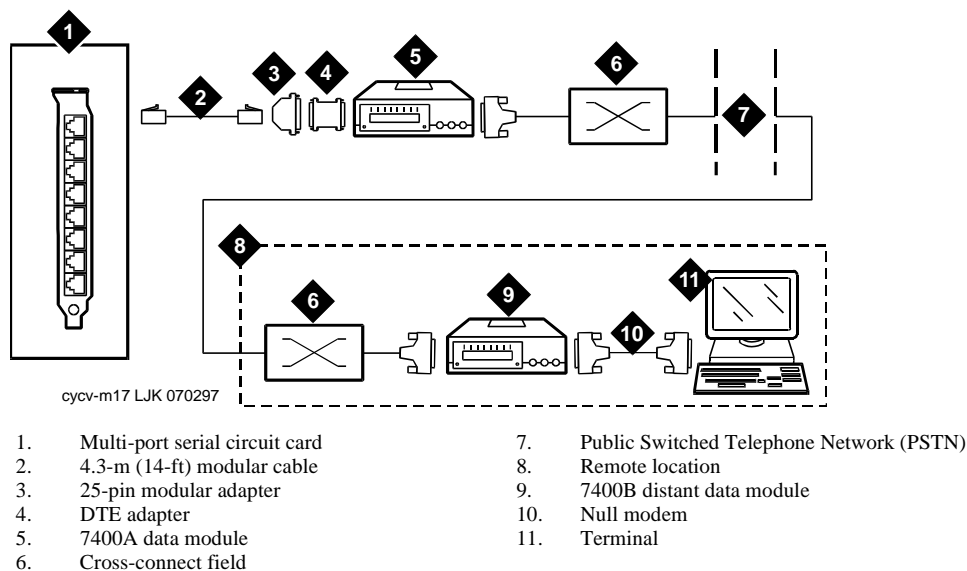 1
2
3
4
5
6
7
8
6
9
10
11
cycv-m17 LJK 070297
1. Multi-port serial circuit card
2. 4.3-m (14-ft) modular cable
3. 25-pin modular adapter
4. DTE adapter
5. 7400A data module
6. Cross-connect field
7. Public Switched Telephone Network (PSTN)
8. Remote location
9. 7400B distant data module
10. Null modem
11. Terminal